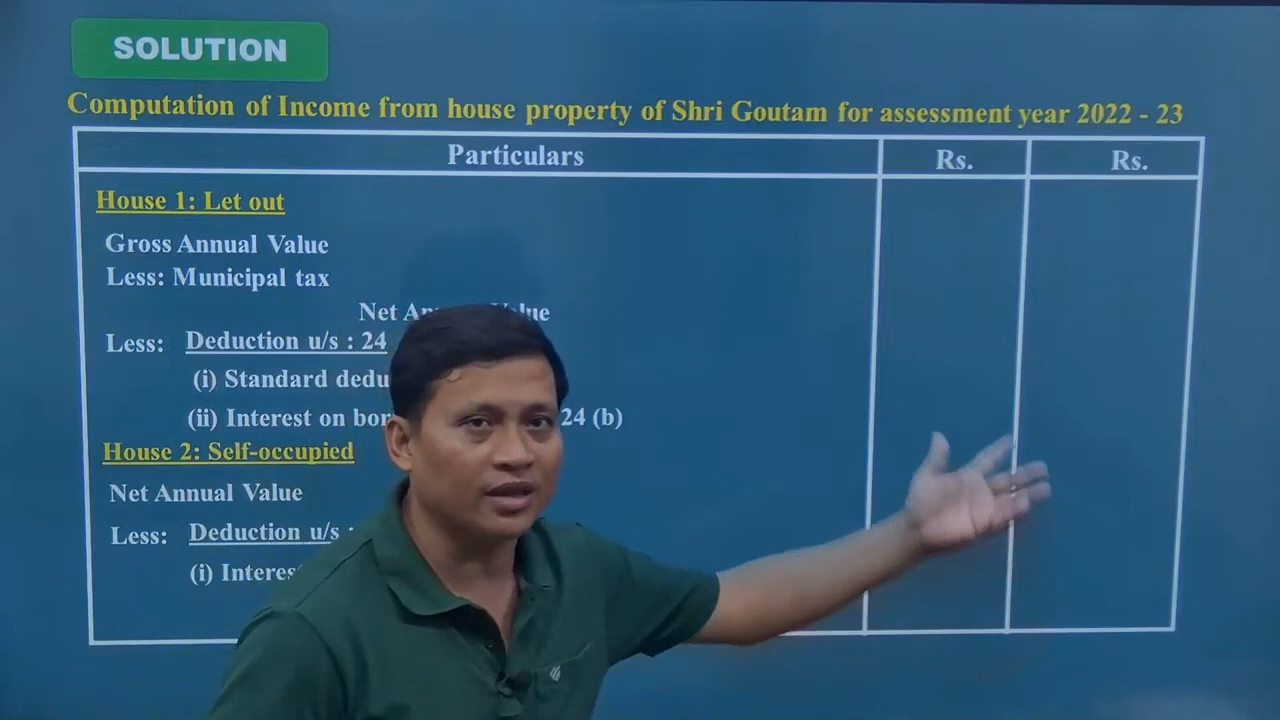 SOLUTION
Computation of Income from house property of Shri Goutam for assessment year 2022 - 23
Particulars Rs. Rs.
House 1: Let out
Gross Annual Value
Less: Municipal tax
Net
Less: Deduction u/s : 24
(i) Standard
(ii) Interest on 24 (b)
House 2: Self-occupied
Net Annual Value
Less: Deduction u/s
(i)